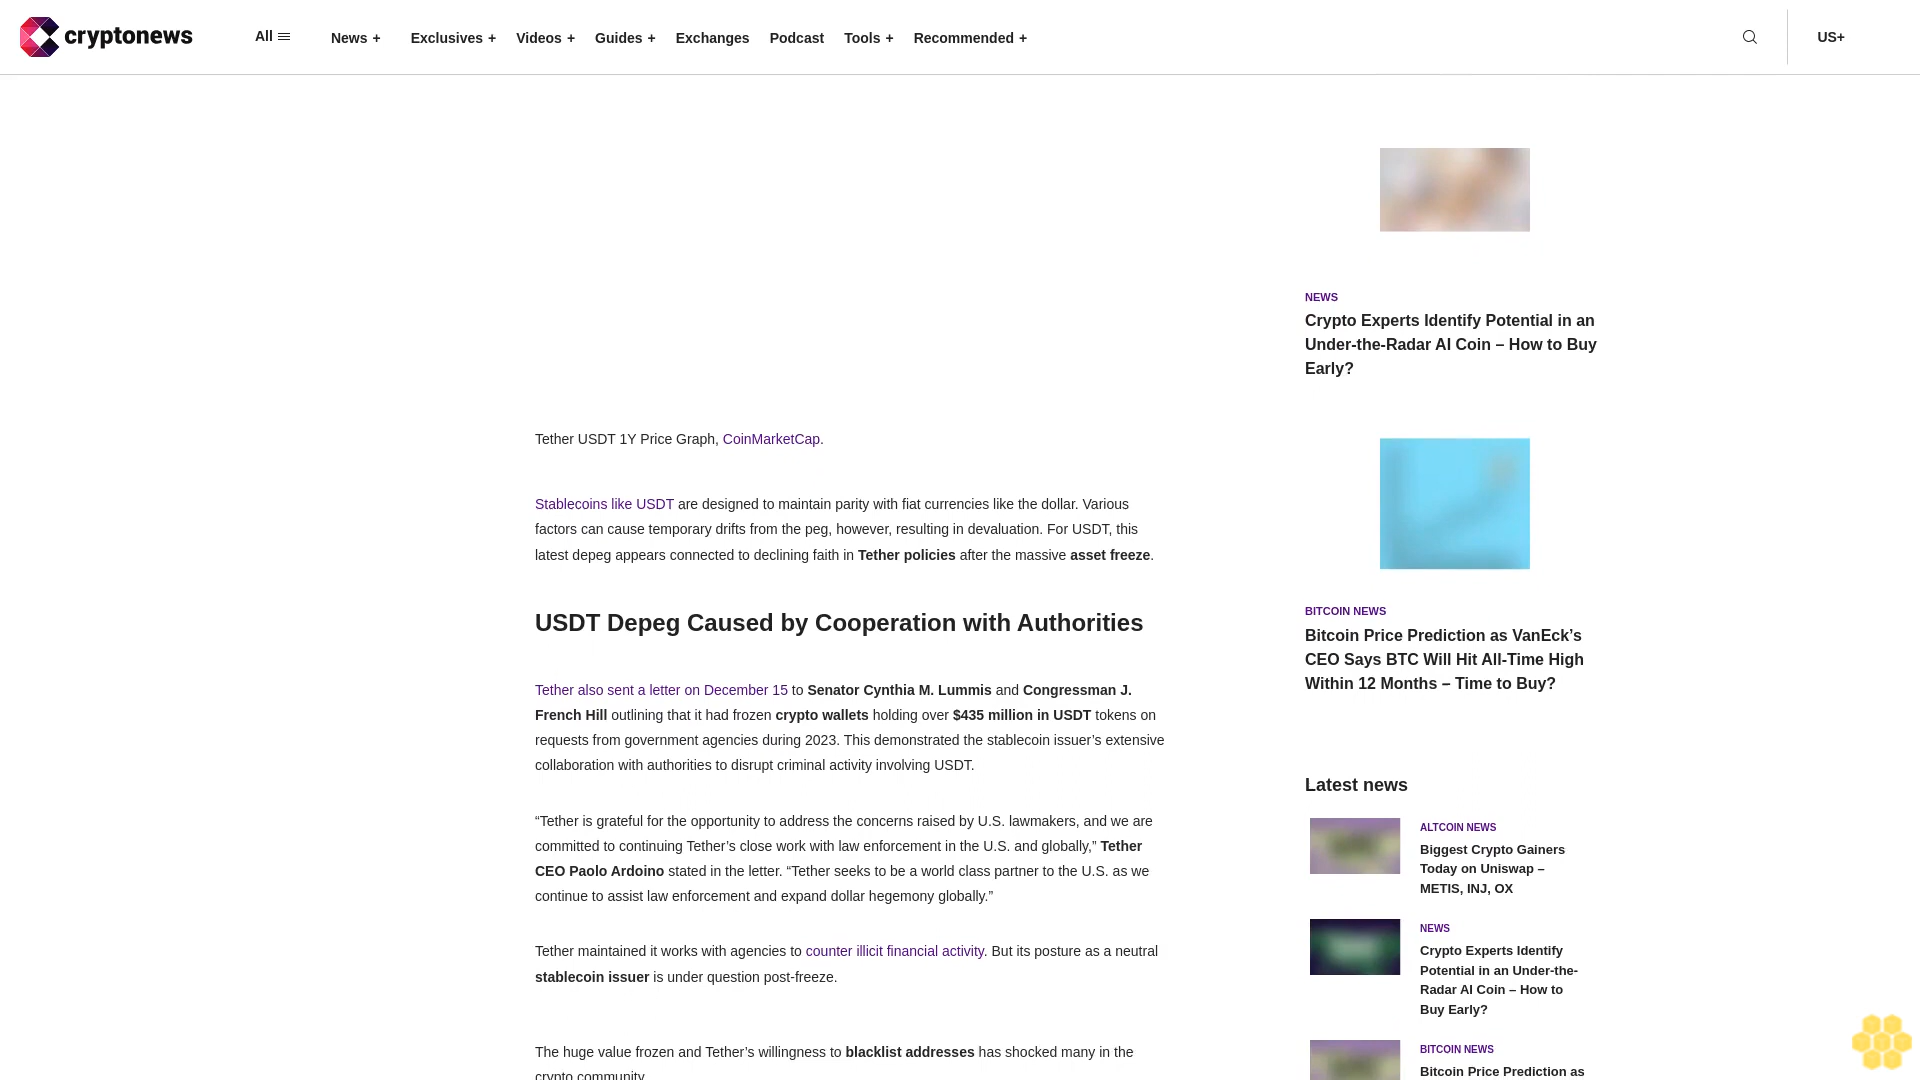 cryptonews
All
News +
Exclusives +
Videos +
Guides +
Exchanges
Podcast
Tools +
Recommended +
US+
Tether USDT 1Y Price Graph, CoinMarketCap.
Stablecoins like USDT are designed to maintain parity with fiat currencies like the dollar. Various
factors can cause temporary drifts from the peg, however, resulting in devaluation. For USDT, this
latest depeg appears connected to declining faith in Tether policies after the massive asset freeze.
USDT Depeg Caused by Cooperation with Authorities
Tether also sent a letter on December 15 to Senator Cynthia M. Lummis and Congressman J.
French Hill outlining that it had frozen crypto wallets holding over $435 million in USDT tokens on
requests from government agencies during 2023. This demonstrated the stablecoin issuer’s extensive
collaboration with authorities to disrupt criminal activity involving USDT.
“Tether is grateful for the opportunity to address the concerns raised by U.S. lawmakers, and we are
committed to continuing Tether’s close work with law enforcement in the U.S. and globally,” Tether
CEO Paolo Ardoino stated in the letter. “Tether seeks to be a world class partner to the U.S. as we
continue to assist law enforcement and expand dollar hegemony globally.”
Tether maintained it works with agencies to counter illicit financial activity. But its posture as a neutral
stablecoin issuer is under question post-freeze.
The huge value frozen and Tether’s willingness to blacklist addresses has shocked many in the
crypto community.
NEWS
Crypto Experts Identify Potential in an
Under-the-Radar AI Coin – How to Buy
Early?
BITCOIN NEWS
Bitcoin Price Prediction as VanEck’s
CEO Says BTC Will Hit All-Time High
Within 12 Months – Time to Buy?
Latest news
ALTCOIN NEWS
Biggest Crypto Gainers
Today on Uniswap –
METIS, INJ, OX
NEWS
Crypto Experts Identify
Potential in an Under-the-
Radar AI Coin – How to
Buy Early?
BITCOIN NEWS
Bitcoin Price Prediction as